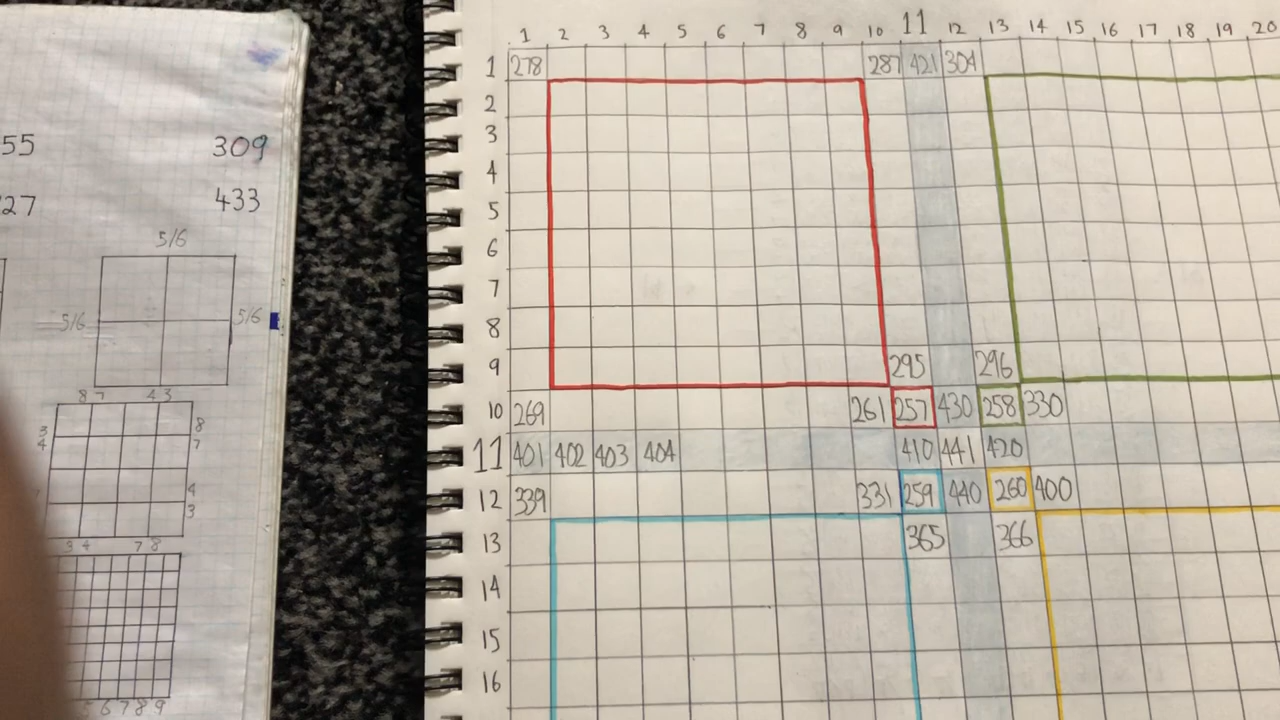 55 309
27 433
5/6
5/6 5/6
8 7 4 3
3 8
4 7
4
3
3 4 7 8
5 6 7 8 9
1 2 3 4 5 6 7 8 9 10 11 12 13 14 15 16 17 18 19 20
1 278 287 421 304
2
3
4
5
6
7
8
9 295 296
10 269 261 257 430 258 330
11 401 402 403 404 410 441 420
12 339 331 259 440 260 400
13 365 366
14
15
16